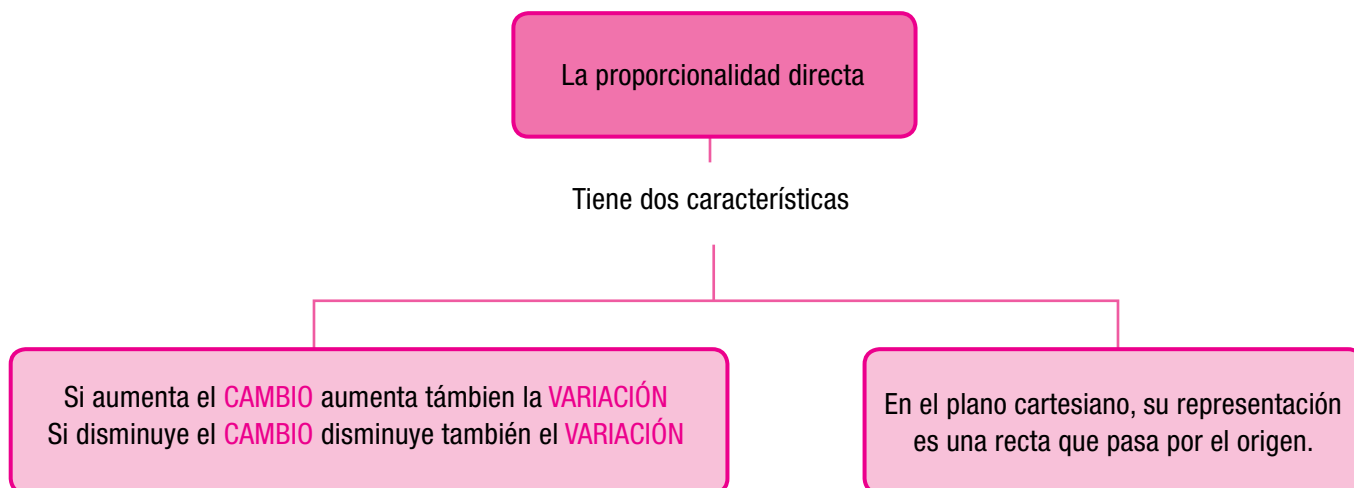 La proporcionalidad directa
Tiene dos característícas
Si aumenta el CAMBIO aumenta támbien la VARIACIÓN
Si disminuye el CAMBIO disminuye también el VARIACIÓN
En el plano cartesiano, su representación
es una recta que pasa por el origen.